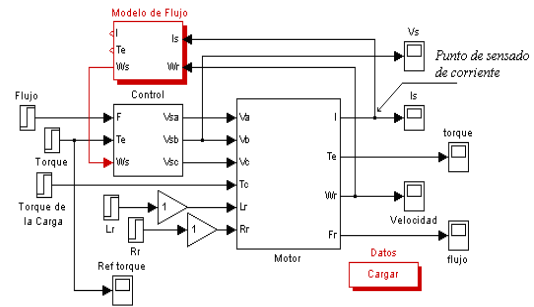 Modelo de Flujo
I
Te
Ws
Is
Wr
Vs
Punto de sensado
de corriente
Flujo
Control
F
Te
Ws
Vsa
Vsb
Vsc
Va
Vb
Vc
Tc
Lr
Rr
I
Te
Wr
Fr
Is
torque
Torque
Torque de
la Carga
Lr
1
Rr
1
Velocidad
Motor
Datos
Cargar
flujo
Ref torque